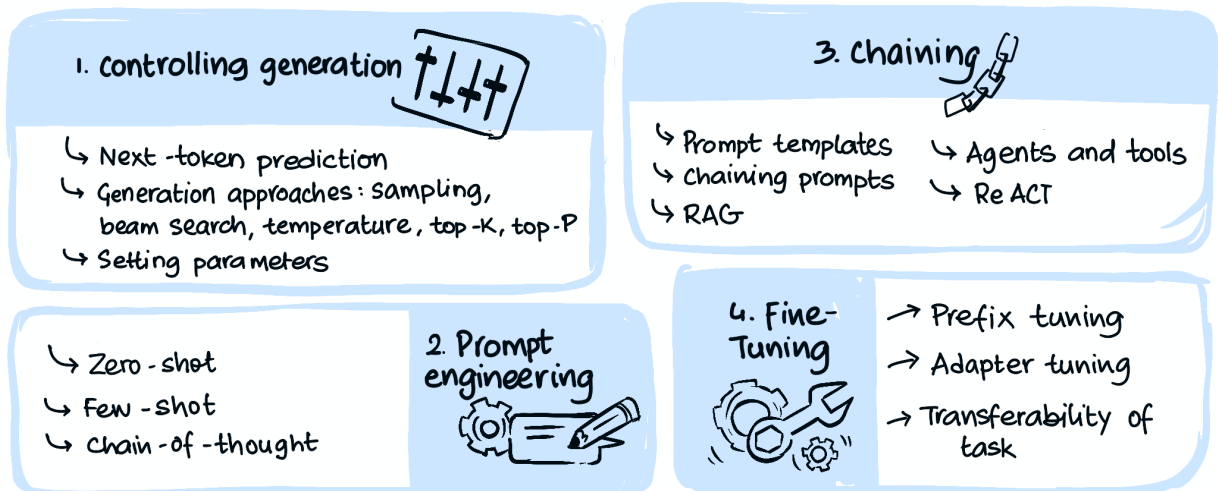 1. Controlling generation
↳ Next-token prediction
↳ Generation approaches: Sampling,
beam search, temperature, top-K, top-P
↳ Setting parameters
2. Prompt
engineering
↳ Zero-shot
↳ Few-shot
↳ Chain-of-thought
3. Chaining
↳ Prompt templates
↳ Chaining prompts
↳ RAG
↳ Agents and tools
↳ ReACT
4. Fine-
Tuning
→ Prefix tuning
→ Adapter tuning
→ Transferability of
task